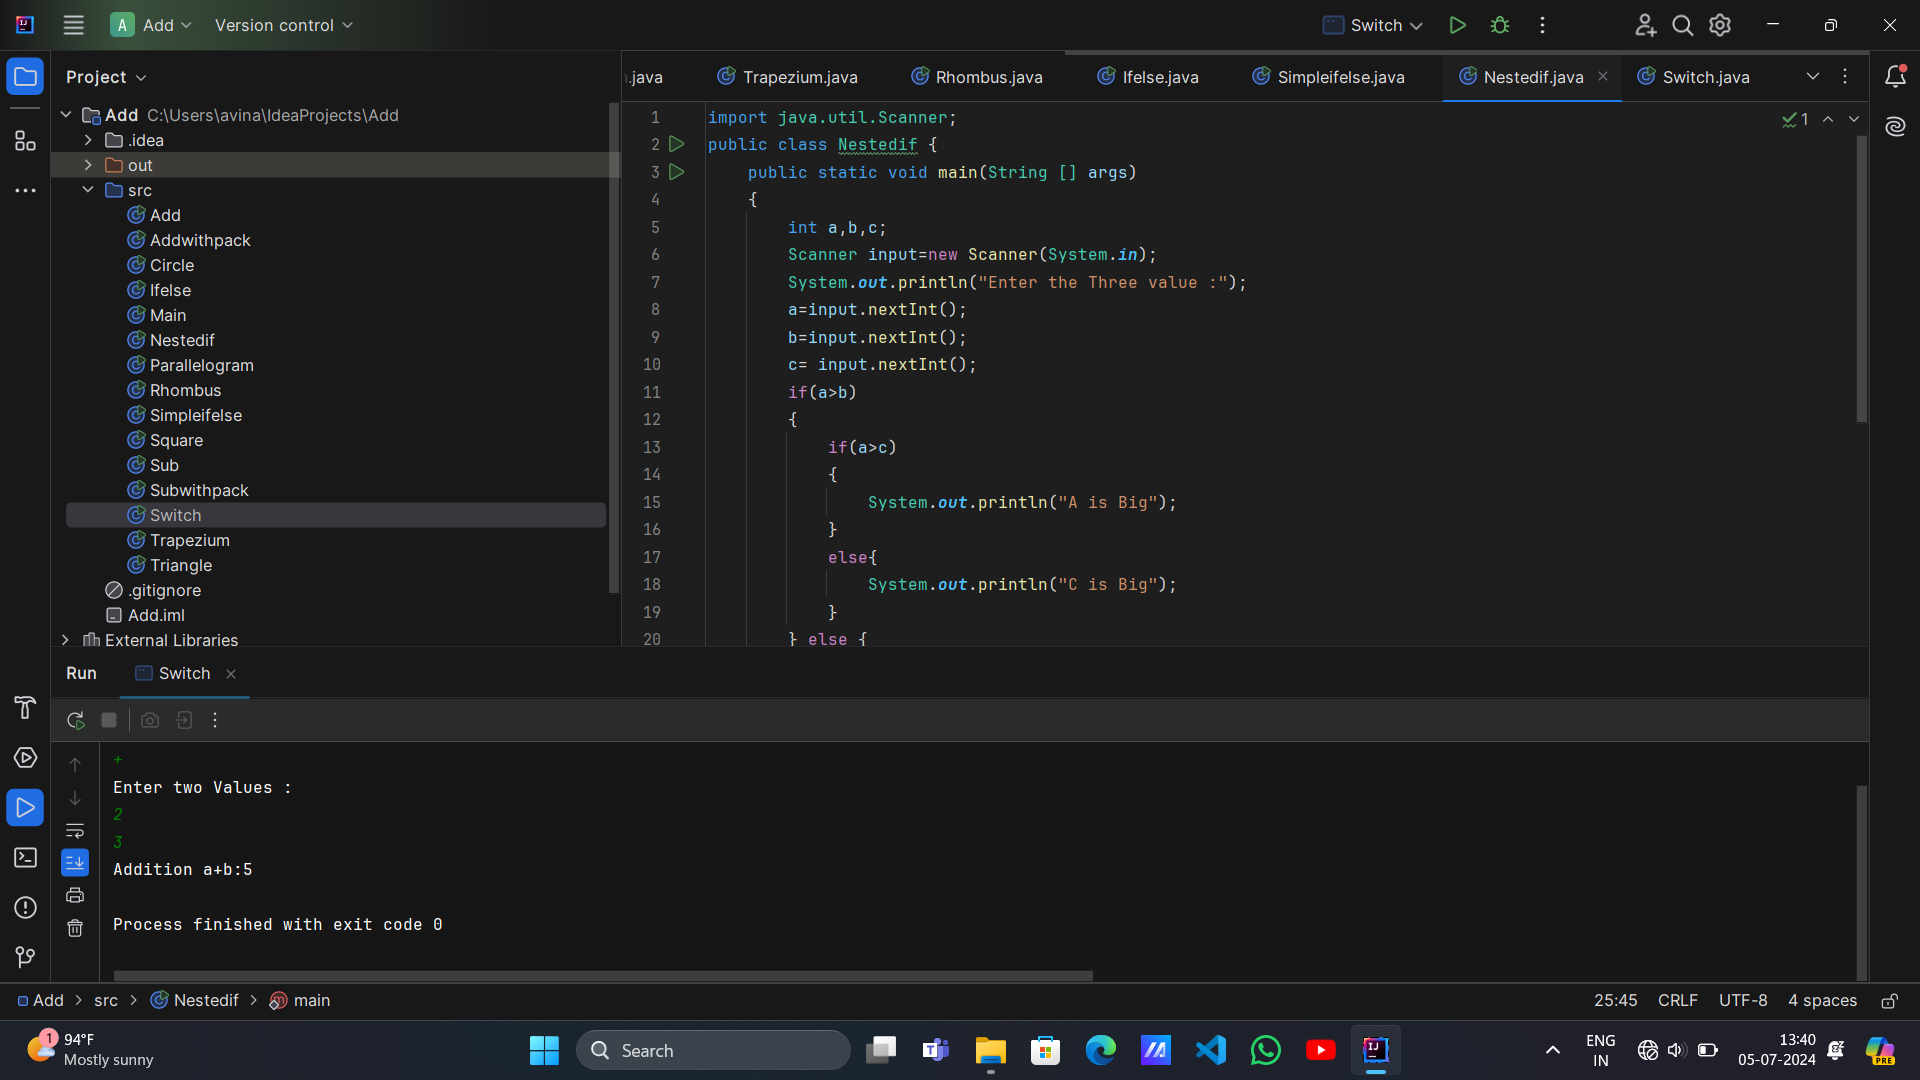 A Add Version control Switch
Project
Add C:\Users\avina\IdeaProjects\Add
.idea
out
src
Add
Addwithpack
Circle
Ifelse
Main
Nestedif
Parallelogram
Rhombus
Simpleifelse
Square
Sub
Subwithpack
Switch
Trapezium
Triangle
.gitignore
Add.iml
External Libraries
.java Trapezium.java Rhombus.java Ifelse.java Simpleifelse.java Nestedif.java Switch.java
1 import java.util.Scanner;
2 public class Nestedif {
3 public static void main(String [] args)
4 {
5 int a,b,c;
6 Scanner input=new Scanner(System.in);
7 System.out.println("Enter the Three value :");
8 a=input.nextInt();
9 b=input.nextInt();
10 c= input.nextInt();
11 if(a>b)
12 {
13 if(a>c)
14 {
15 System.out.println("A is Big");
16 }
17 else{
18 System.out.println("C is Big");
19 }
20 } else {
1
Run Switch
+
Enter two Values :
2
3
Addition a+b:5
Process finished with exit code 0
Add > src > Nestedif > main 25:45 CRLF UTF-8 4 spaces
1 94°F
Mostly sunny
Search
ENG
IN
13:40
05-07-2024
PRE